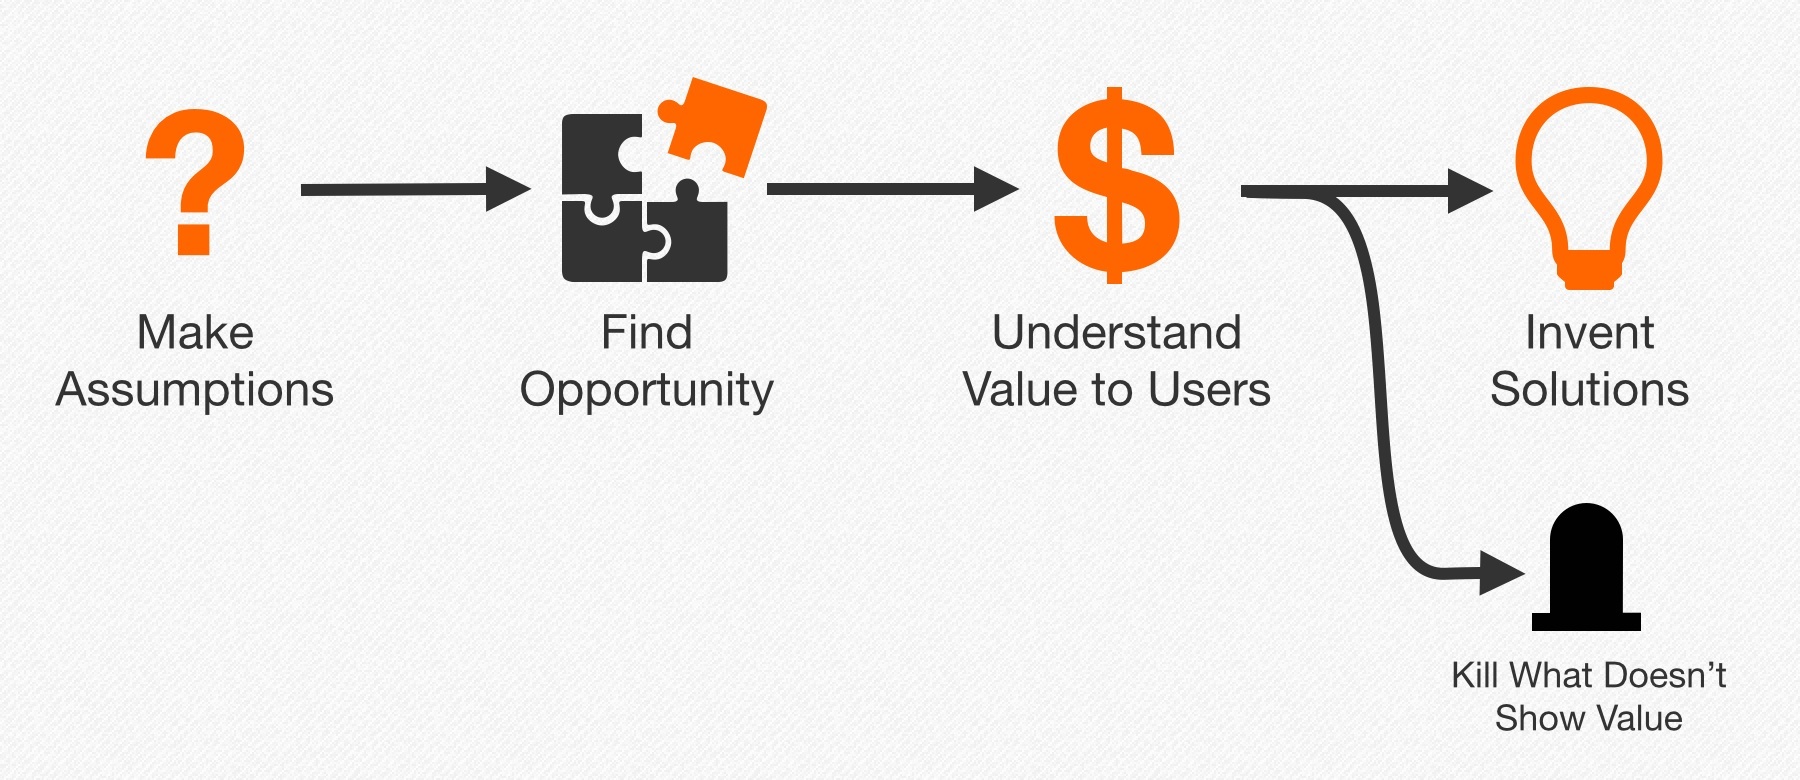 Make
Assumptions
Find
Opportunity
Understand
Value to Users
Invent
Solutions
Kill What Doesn’t
Show Value